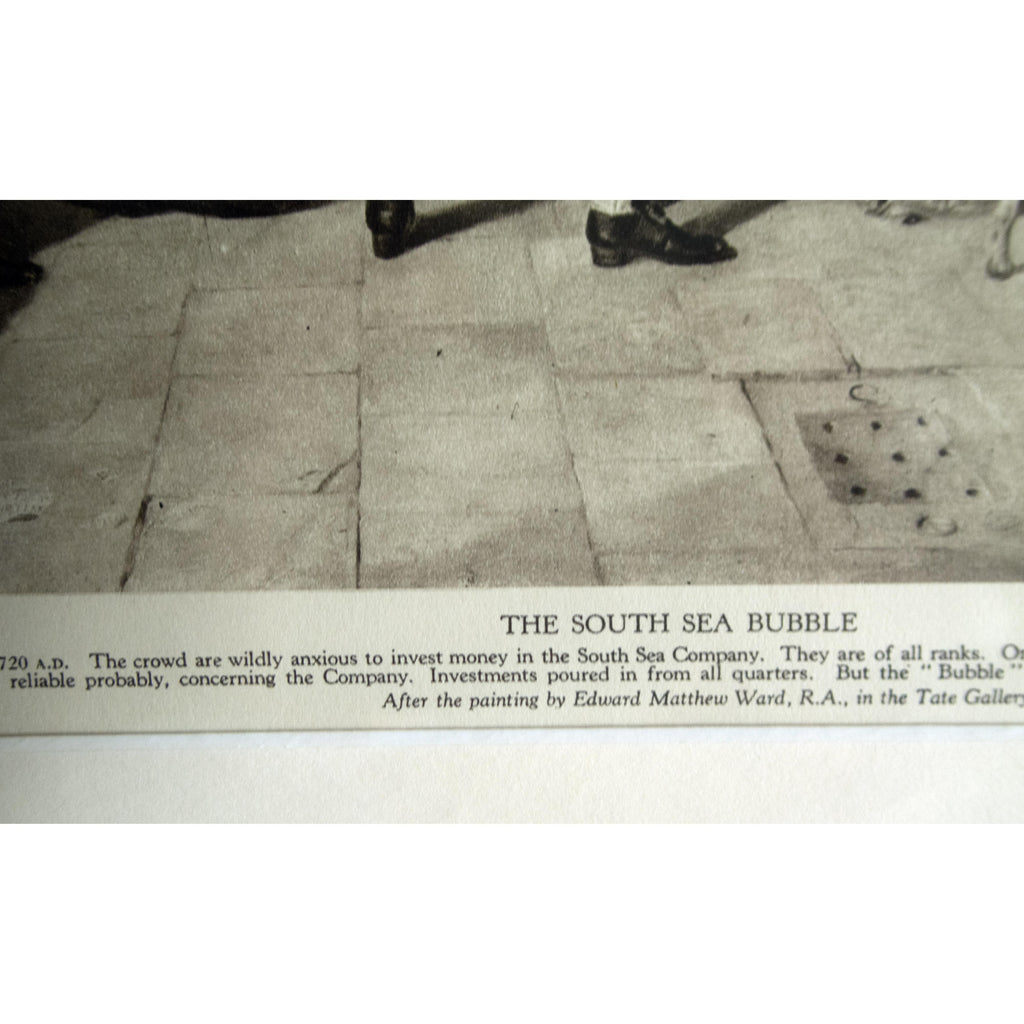 THE SOUTH SEA BUBBLE
720 A.D. The crowd are wildly anxious to invest money in the South Sea Company. They are of all ranks.
reliable probably, concerning the Company. Investments poured in from all quarters. But the "Bubble"
After the painting by Edward Matthew Ward, R.A., in the Tate Gallery